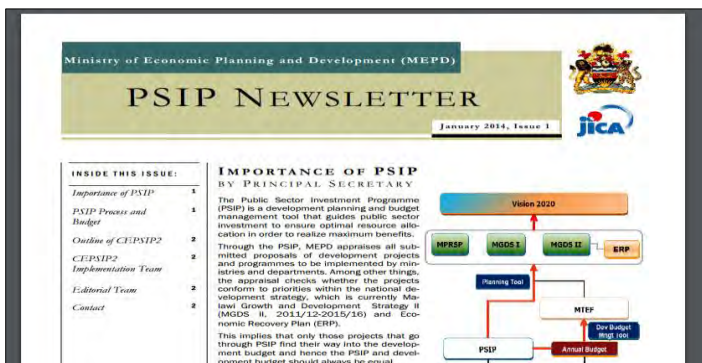 Ministry of Economic Planning and Development (MEPD)
PSIP NEWSLETTER
January 2014, Issue 1
jICA
INSIDE THIS ISSUE:
Importance of PSIP 1
PSIP Process and 1
Budget
Outline of CEPSIP2 2
CEPSIP2 2
Implementation Team
Editorial Team 2
Contact 2
IMPORTANCE OF PSIP
BY PRINCIPAL SECRETARY
The Public Sector Investment Programme
(PSIP) is a development planning and budget
management tool that guides public sector
investment to ensure optimal resource allo-
cation in order to realize maximum benefits.
Through the PSIP, MEPD appraises all sub-
mitted proposals of development projects
and programmes to be implemented by min-
istries and departments. Among other things,
the appraisal checks whether the projects
conform to priorities within the national de-
velopment strategy, which is currently Ma-
lawi Growth and Development Strategy II
(MGDS II, 2011/12-2015/16) and Eco-
nomic Recovery Plan (ERP).
This implies that only those projects that go
through PSIP find their way into the develop-
ment budget and hence the PSIP and devel-
opment budget should always be equal
Vision 2020
MPRSP
MGDS I
MGDS II
ERP
Planning Tool
MTEF
Dev Budget
Mngt Tool
PSIP
Annual Budget